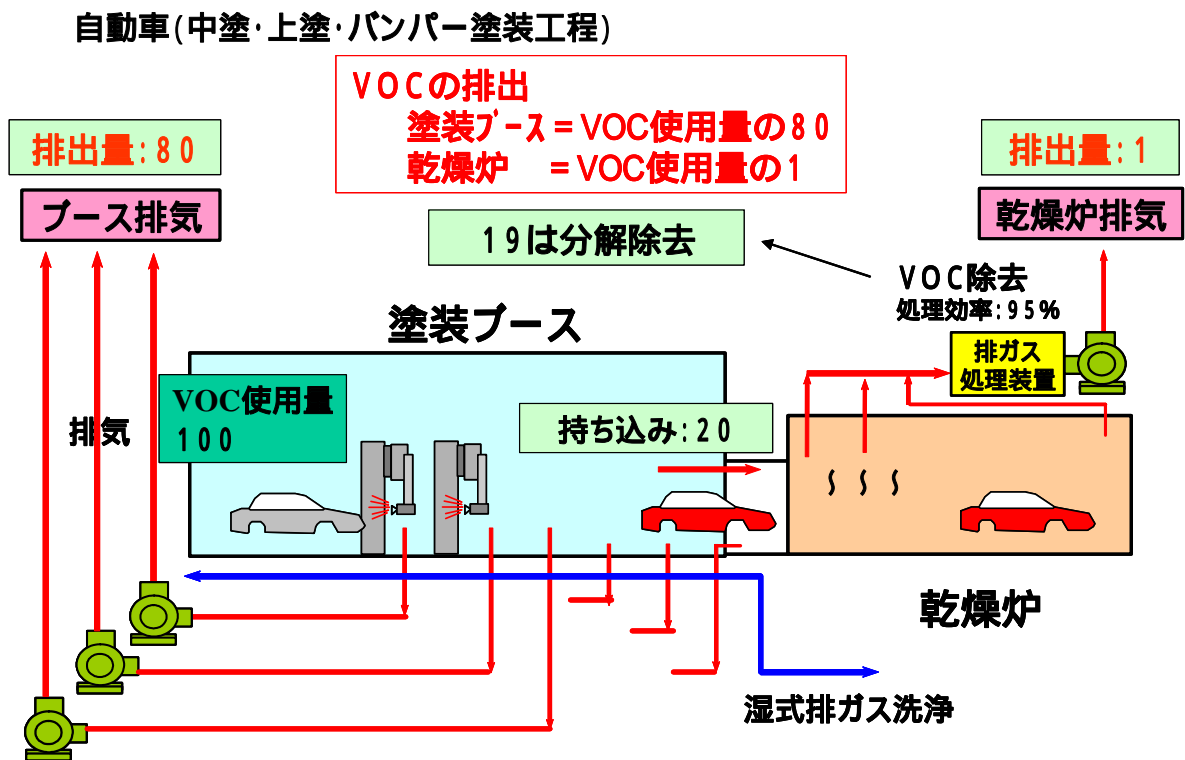 自動車(中塗･上塗･バンパー塗装工程)
VOCの排出
塗装ﾌﾞｰｽ＝VOC使用量の80
乾燥炉　＝VOC使用量の1
排出量:80
排出量:1
ブース排気
乾燥炉排気
19は分解除去
VOC除去
処理効率:95%
塗装ブース
排ガス
処理装置
VOC使用量
100
排気
持ち込み:20
乾燥炉
湿式排ガス洗浄